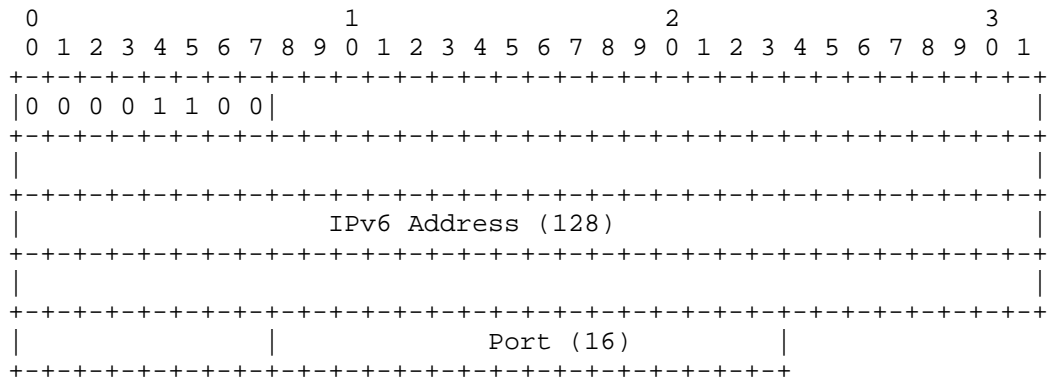 0                   1                   2                   3
 0 1 2 3 4 5 6 7 8 9 0 1 2 3 4 5 6 7 8 9 0 1 2 3 4 5 6 7 8 9 0 1
+-+-+-+-+-+-+-+-+-+-+-+-+-+-+-+-+-+-+-+-+-+-+-+-+-+-+-+-+-+-+-+-+
|0 0 0 0 1 1 0 0|                                               |
+-+-+-+-+-+-+-+-+-+-+-+-+-+-+-+-+-+-+-+-+-+-+-+-+-+-+-+-+-+-+-+-+
|                                                               |
+-+-+-+-+-+-+-+-+-+-+-+-+-+-+-+-+-+-+-+-+-+-+-+-+-+-+-+-+-+-+-+-+
|                   IPv6 Address (128)                          |
+-+-+-+-+-+-+-+-+-+-+-+-+-+-+-+-+-+-+-+-+-+-+-+-+-+-+-+-+-+-+-+-+
|                                                               |
+-+-+-+-+-+-+-+-+-+-+-+-+-+-+-+-+-+-+-+-+-+-+-+-+-+-+-+-+-+-+-+-+
|               |             Port (16)         |
+-+-+-+-+-+-+-+-+-+-+-+-+-+-+-+-+-+-+-+-+-+-+-+-+